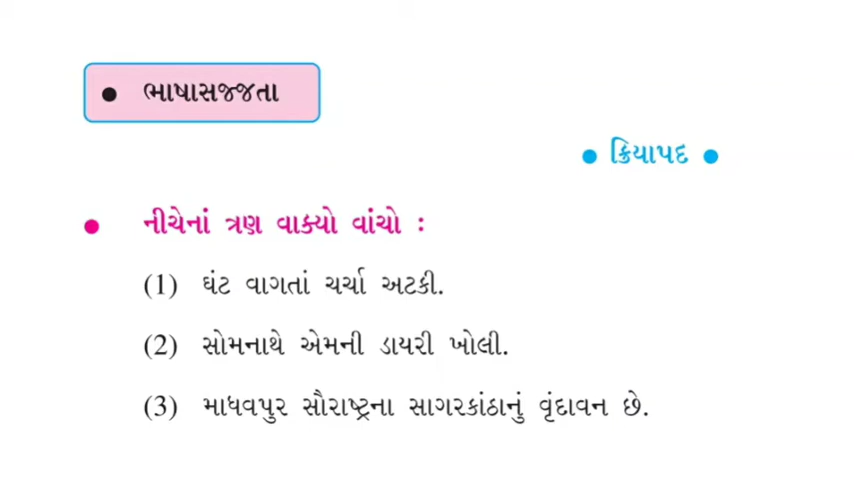 • ભાષાસજ્જતા
• ક્રિયાપદ •
• નીચેનાં ત્રણ વાક્યો વાંચો :
(1) ઘંટ વાગતાં ચર્ચા અટકી.
(2) સોમનાથે એમની ડાયરી ખોલી.
(3) માધવપુર સૌરાષ્ટ્રના સાગરકાંઠાનું વૃંદાવન છે.